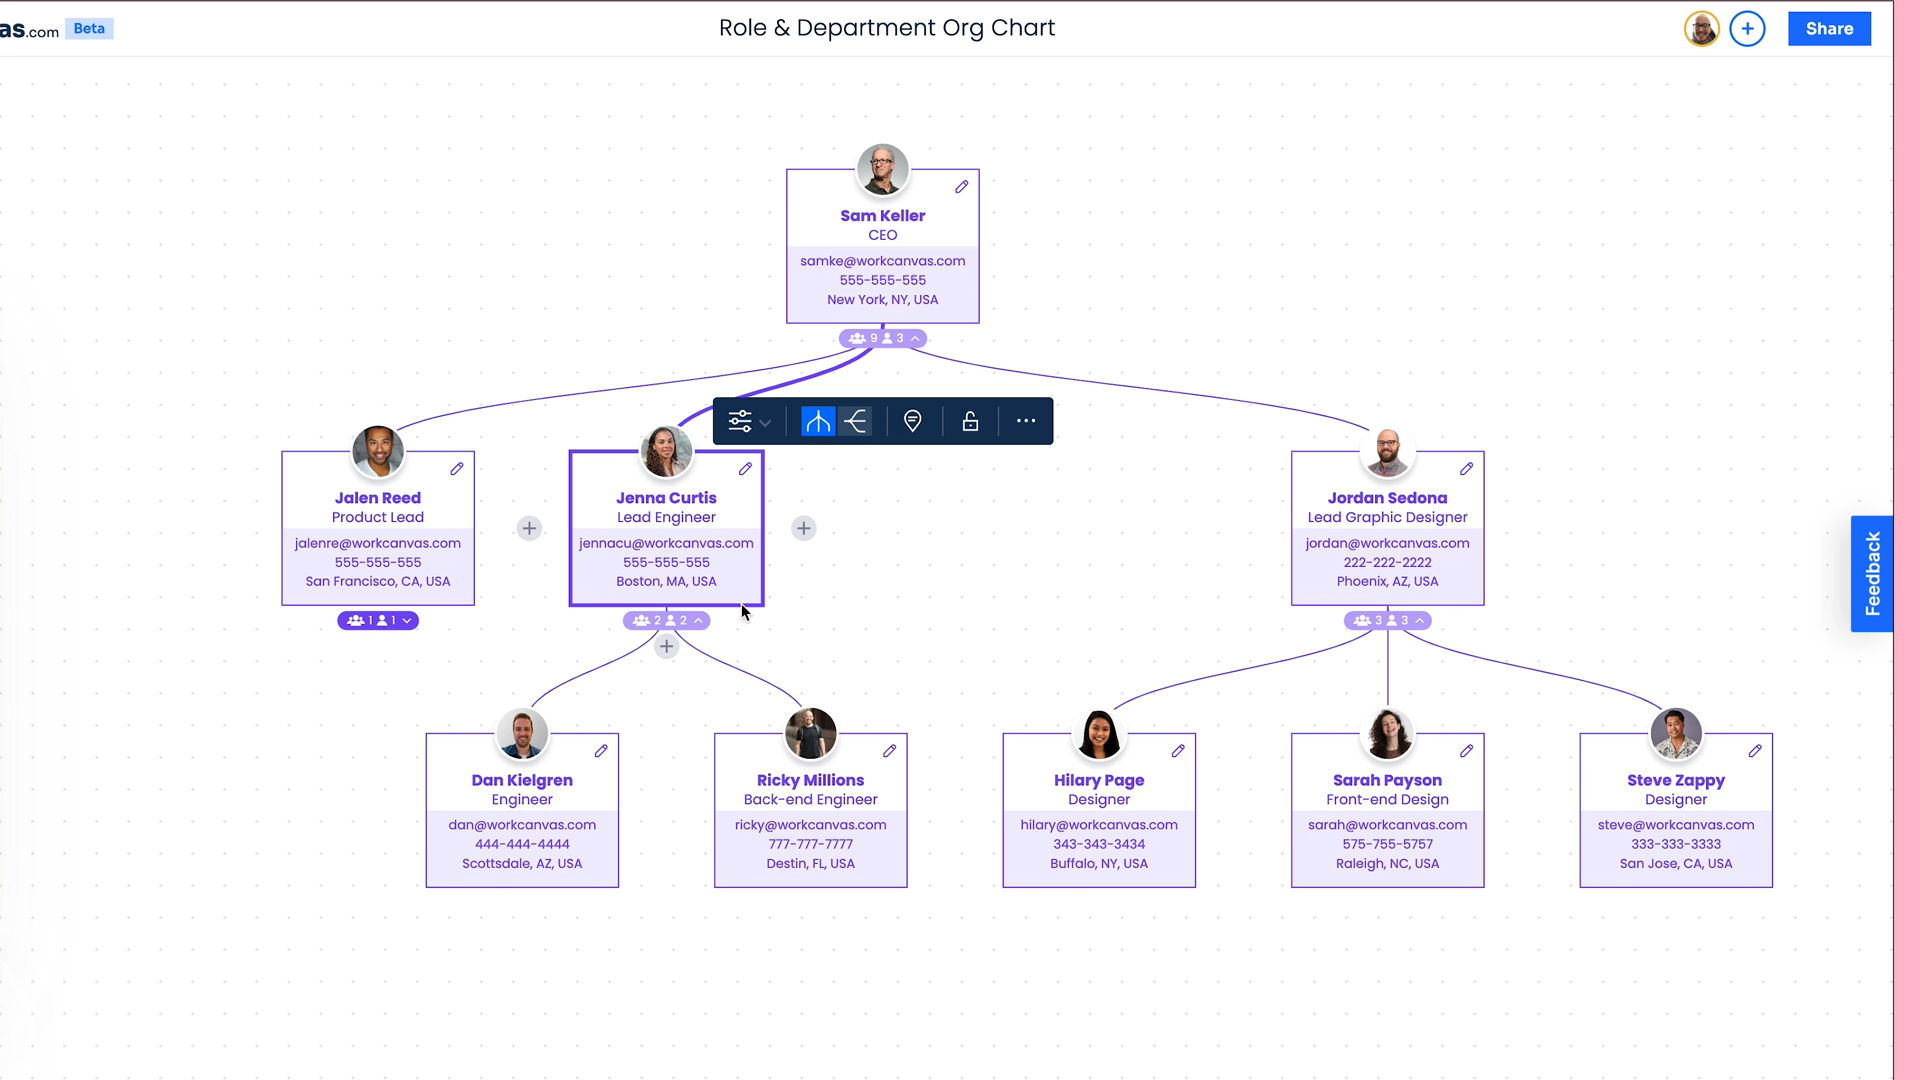 as.com Beta
Role & Department Org Chart
Share
Sam Keller
CEO
samke@workcanvas.com
555-555-555
New York, NY, USA
9 3
Jalen Reed
Product Lead
jalenre@workcanvas.com
555-555-555
San Francisco, CA, USA
1 1
Jenna Curtis
Lead Engineer
jennacu@workcanvas.com
555-555-555
Boston, MA, USA
2 2
Jordan Sedona
Lead Graphic Designer
jordan@workcanvas.com
222-222-2222
Phoenix, AZ, USA
3 3
Feedback
Dan Kielgren
Engineer
dan@workcanvas.com
444-444-4444
Scottsdale, AZ, USA
Ricky Millions
Back-end Engineer
ricky@workcanvas.com
777-777-7777
Destin, FL, USA
Hilary Page
Designer
hilary@workcanvas.com
343-343-3434
Buffalo, NY, USA
Sarah Payson
Front-end Design
sarah@workcanvas.com
575-755-5757
Raleigh, NC, USA
Steve Zappy
Designer
steve@workcanvas.com
333-333-3333
San Jose, CA, USA